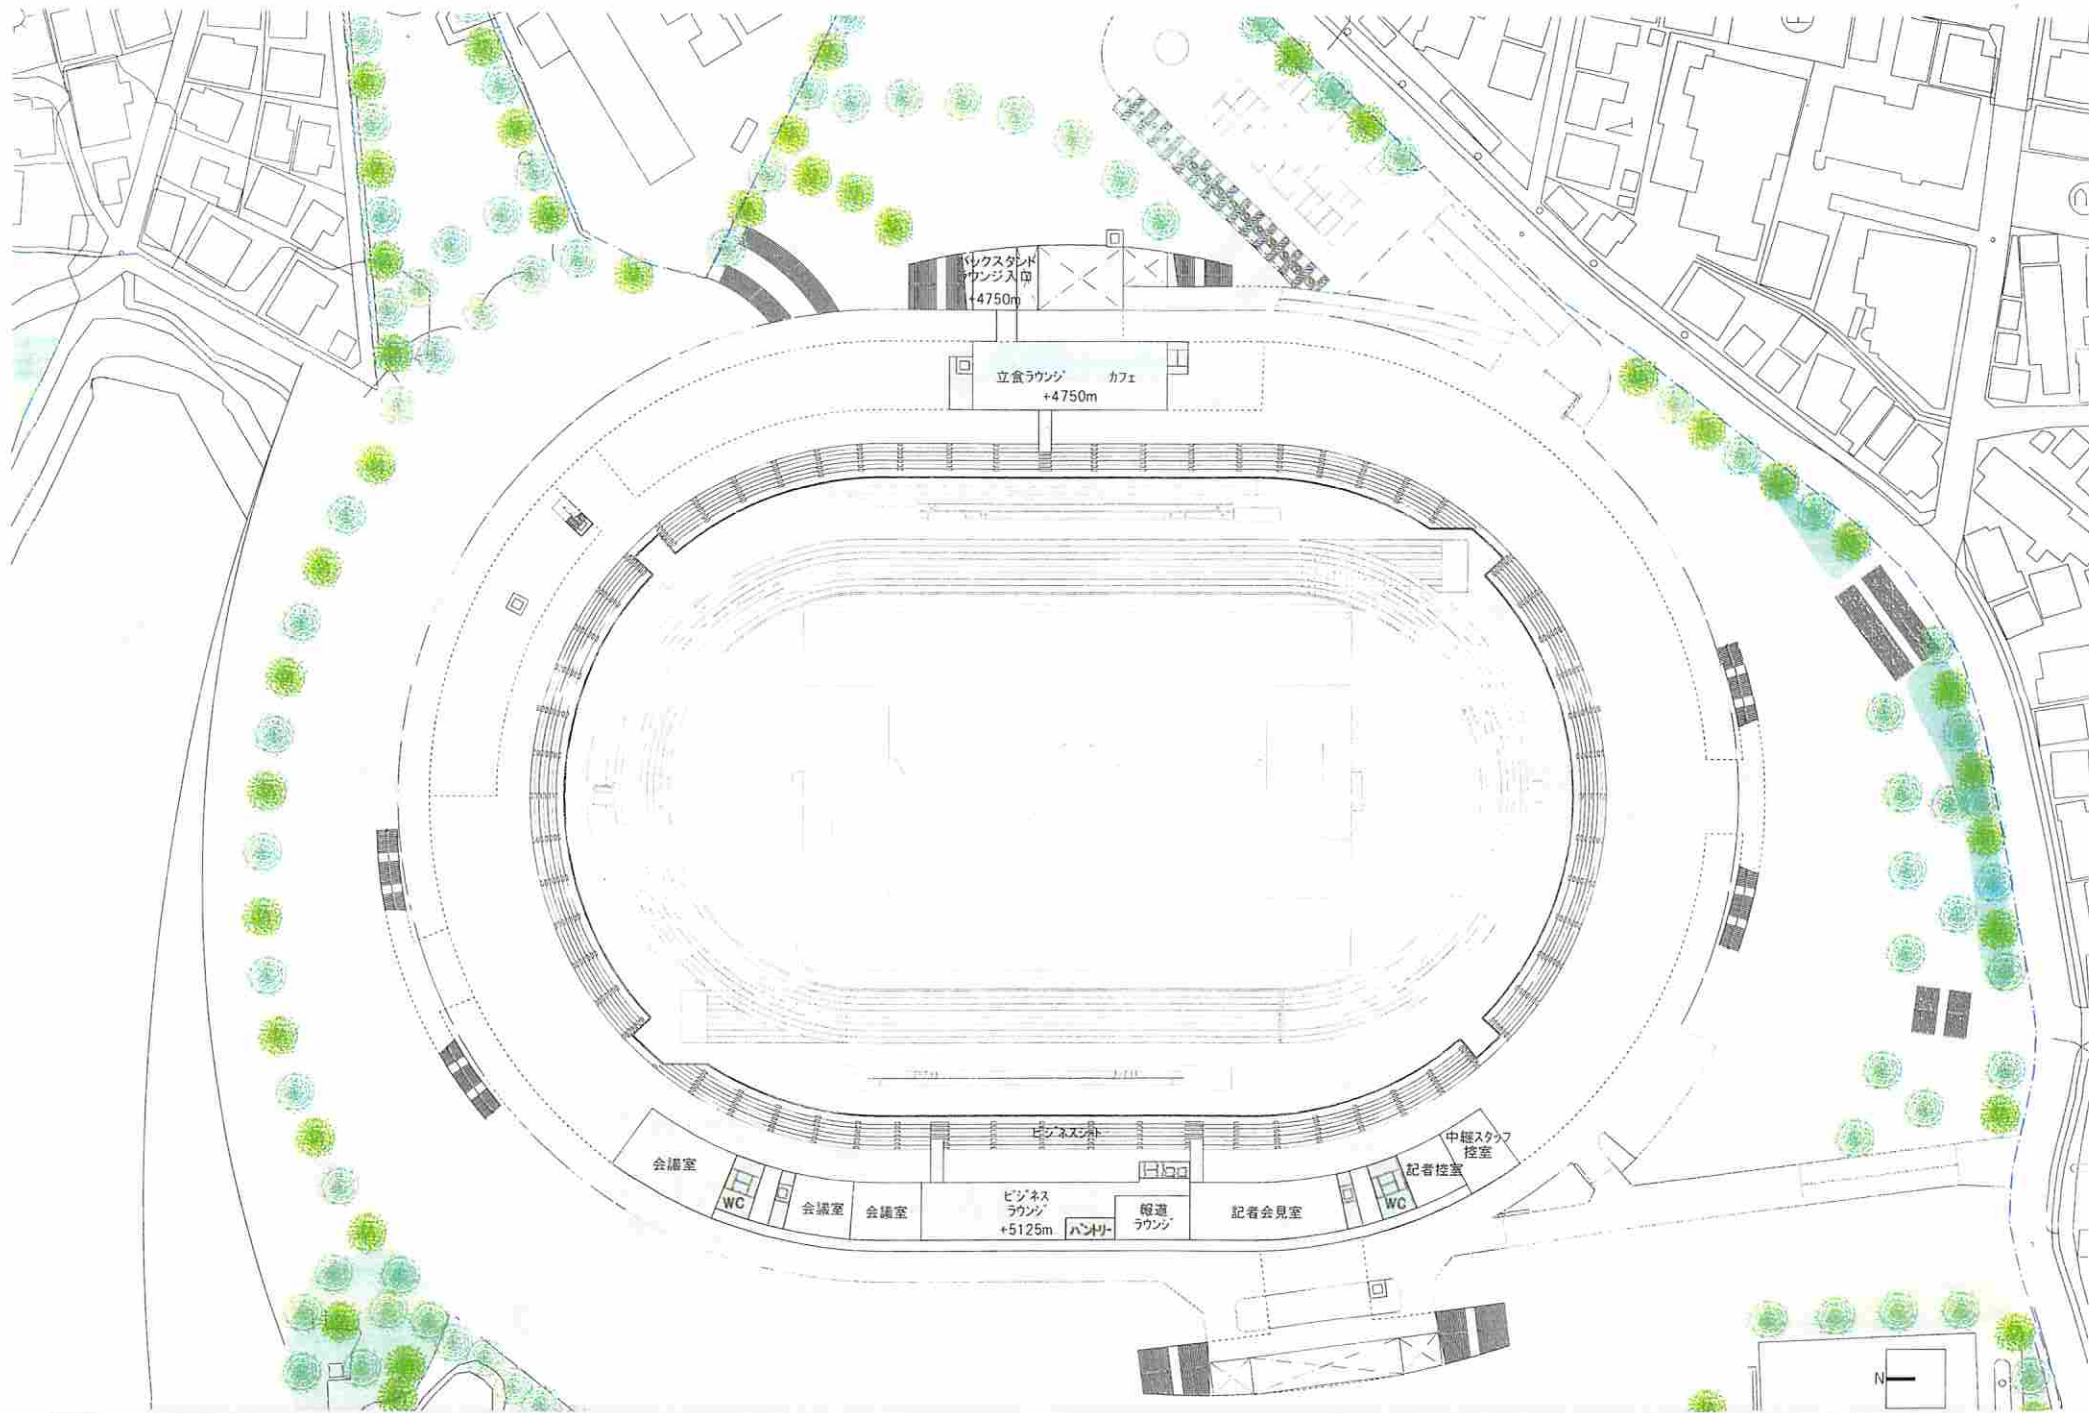 バックスタンド
ラウンジ入口
+4750m
立食ラウンジ
カフェ
+4750m
ビジネスシート
会議室
WC
会議室
会議室
ビジネス
ラウンジ
+5125m
パントリー
報道
ラウンジ
記者会見室
WC
記者控室
中継スタッフ
控室
N